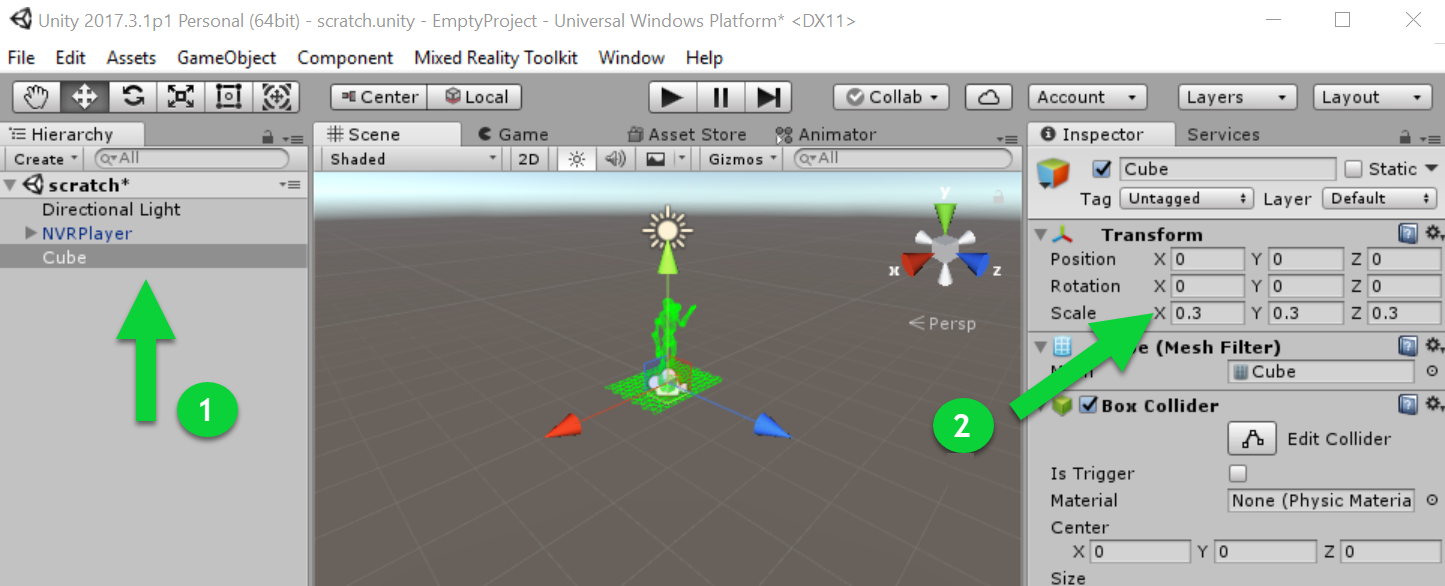 Unity 2017.3.1p1 Personal (64bit) - scratch.unity - EmptyProject - Universal Windows Platform* <DX11>
File Edit Assets GameObject Component Mixed Reality Toolkit Window Help
Center Local Collab Account Layers Layout
Hierarchy
Create All
scratch*
Directional Light
NVRPlayer
Cube
1
Scene Game Asset Store Animator
Shaded 2D Gizmos All
y
x z
Persp
Inspector Services
Cube Static
Tag Untagged Layer Default
Transform
Position X 0 Y 0 Z 0
Rotation X 0 Y 0 Z 0
Scale X 0.3 Y 0.3 Z 0.3
(Mesh Filter)
Cube
2
Box Collider
Edit Collider
Is Trigger
Material None (Physic Materia
Center
X 0 Y 0 Z 0
Size